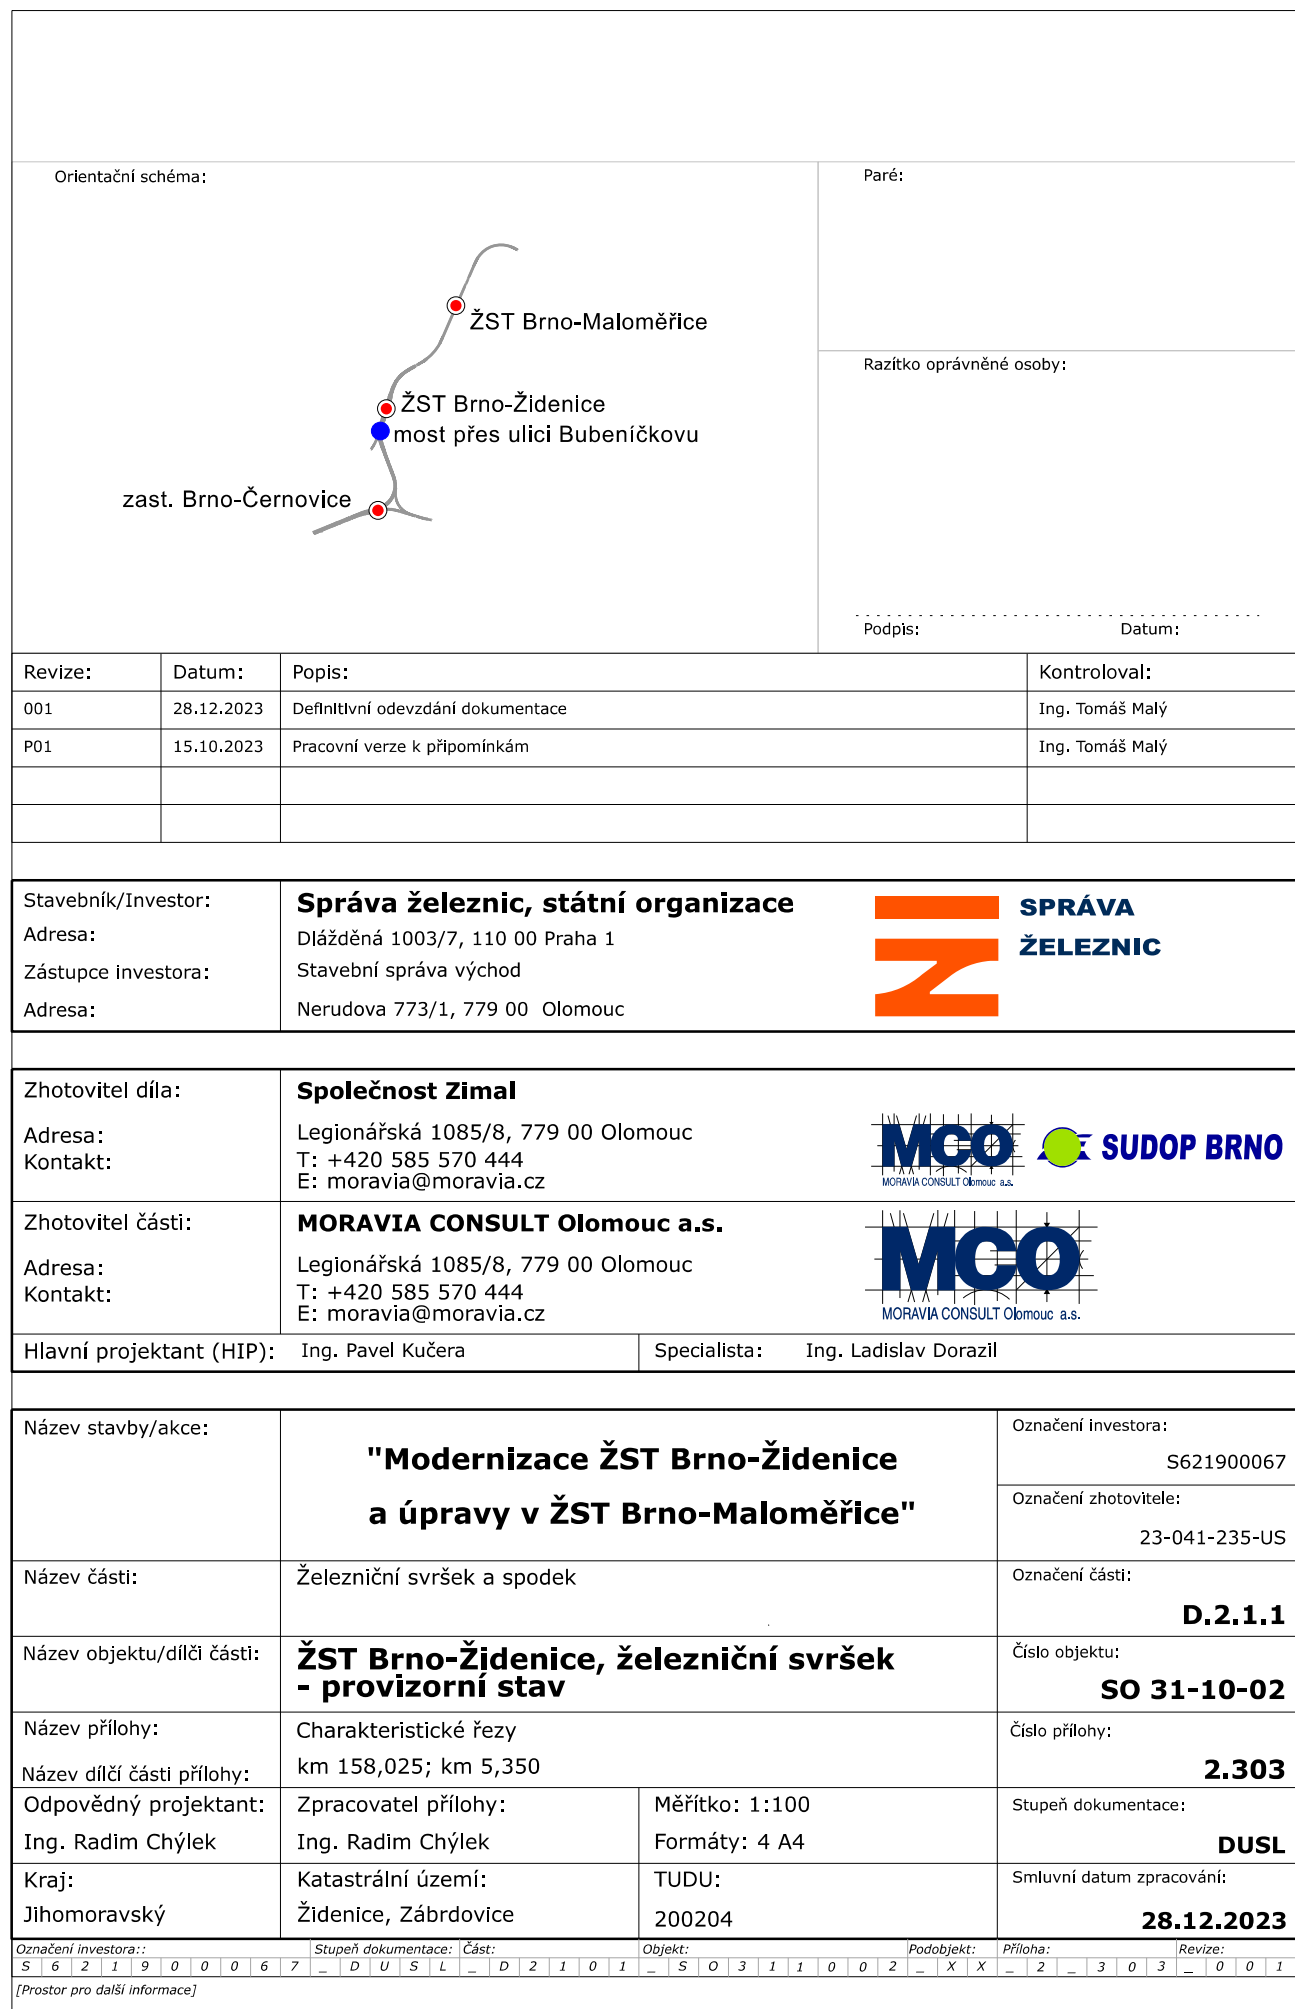 Orientační schéma:
Paré:
ŽST Brno-Maloměřice
ŽST Brno-Židenice
most přes ulici Bubeníčkovu
zast. Brno-Černovice
Razítko oprávněné osoby:
Podpis: Datum:
Revize: Datum: Popis: Kontroloval:
001 28.12.2023 Definitivní odevzdání dokumentace Ing. Tomáš Malý
P01 15.10.2023 Pracovní verze k připomínkám Ing. Tomáš Malý
Stavebník/Investor: Správa železnic, státní organizace
Adresa: Dlážděná 1003/7, 110 00 Praha 1
Zástupce investora: Stavební správa východ
Adresa: Nerudova 773/1, 779 00 Olomouc
SPRÁVA
ŽELEZNIC
Zhotovitel díla: Společnost Zimal
Adresa: Legionářská 1085/8, 779 00 Olomouc
Kontakt: T: +420 585 570 444
E: moravia@moravia.cz
MCO
MORAVIA CONSULT Olomouc a.s.
SUDOP BRNO
Zhotovitel části: MORAVIA CONSULT Olomouc a.s.
Adresa: Legionářská 1085/8, 779 00 Olomouc
Kontakt: T: +420 585 570 444
E: moravia@moravia.cz
MCO
MORAVIA CONSULT Olomouc a.s.
Hlavní projektant (HIP): Ing. Pavel Kučera Specialista: Ing. Ladislav Dorazil
Název stavby/akce:
"Modernizace ŽST Brno-Židenice
a úpravy v ŽST Brno-Maloměřice"
Označení investora:
S621900067
Označení zhotovitele:
23-041-235-US
Název části: Železniční svršek a spodek
Označení části:
D.2.1.1
Název objektu/dílči části: ŽST Brno-Židenice, železniční svršek
- provizorní stav
Číslo objektu:
SO 31-10-02
Název přílohy: Charakteristické řezy
Název dílčí části přílohy: km 158,025; km 5,350
Číslo přílohy:
2.303
Odpovědný projektant: Zpracovatel přílohy: Měřítko: 1:100 Stupeň dokumentace:
Ing. Radim Chýlek Ing. Radim Chýlek Formáty: 4 A4 DUSL
Kraj: Katastrální území: TUDU: Smluvní datum zpracování:
Jihomoravský Židenice, Zábrdovice 200204 28.12.2023
Označení investora:: Stupeň dokumentace: Část: Objekt: Podobjekt: Příloha: Revize:
S 6 2 1 9 0 0 0 6 7 _ D U S L _ D 2 1 0 1 _ S O 3 1 1 0 0 2 _ X X _ 2 _ 3 0 3 _ 0 0 1
[Prostor pro další informace]